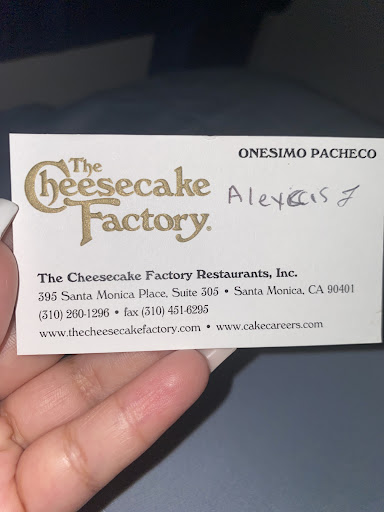 ONESIMO PACHECO
The
Cheesecake
Factory®
Alexccis J
The Cheesecake Factory Restaurants, Inc.
395 Santa Monica Place, Suite 305 • Santa Monica, CA 90401
(310) 260-1296 • fax (310) 451-6295
www.thecheesecakefactory.com • www.cakecareers.com